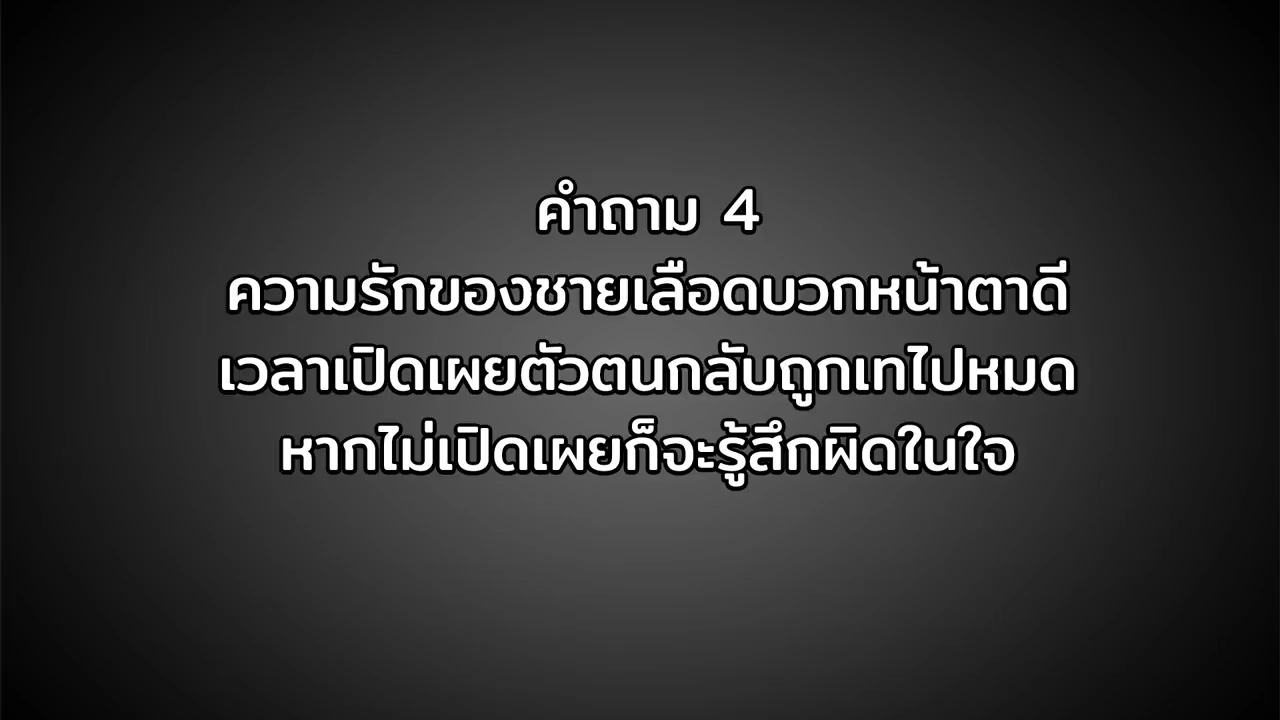 คำถาม 4
ความรักของชายเลือดบวกหน้าตาดี
เวลาเปิดเผยตัวตนกลับถูกเทไปหมด
หากไม่เปิดเผยก็จะรู้สึกผิดในใจ